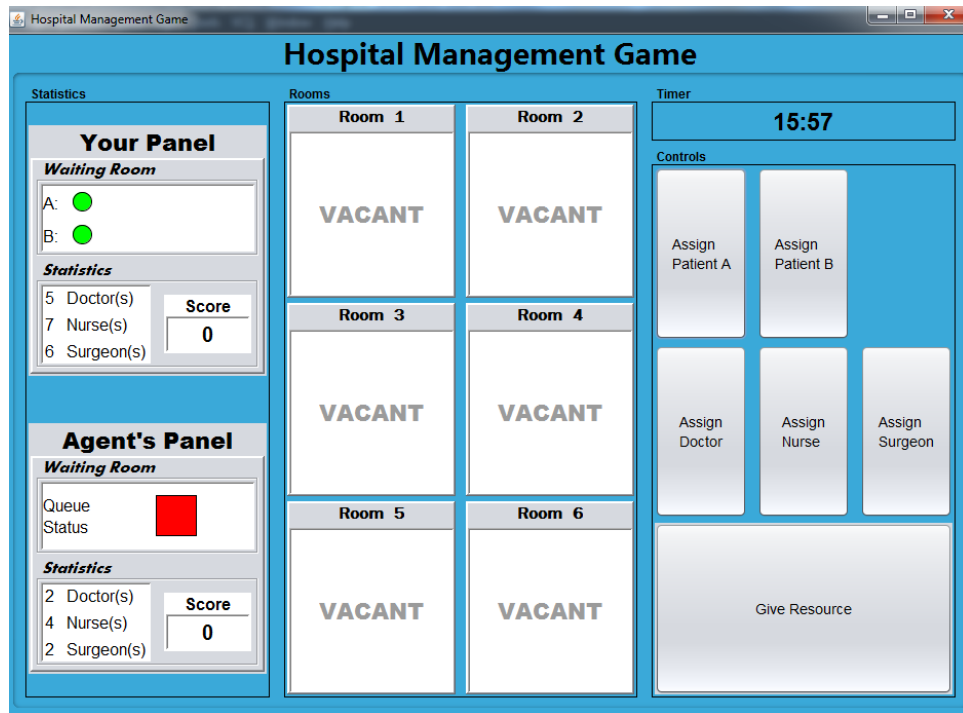 Hospital Management Game
Hospital Management Game
Statistics
Your Panel
Waiting Room
A:
B:
Statistics
5 Doctor(s)
7 Nurse(s)
6 Surgeon(s)
Score
0
Agent's Panel
Waiting Room
Queue
Status
Statistics
2 Doctor(s)
4 Nurse(s)
2 Surgeon(s)
Score
0
Rooms
Room 1
VACANT
Room 2
VACANT
Room 3
VACANT
Room 4
VACANT
Room 5
VACANT
Room 6
VACANT
Timer
15:57
Controls
Assign
Patient A
Assign
Patient B
Assign
Doctor
Assign
Nurse
Assign
Surgeon
Give Resource